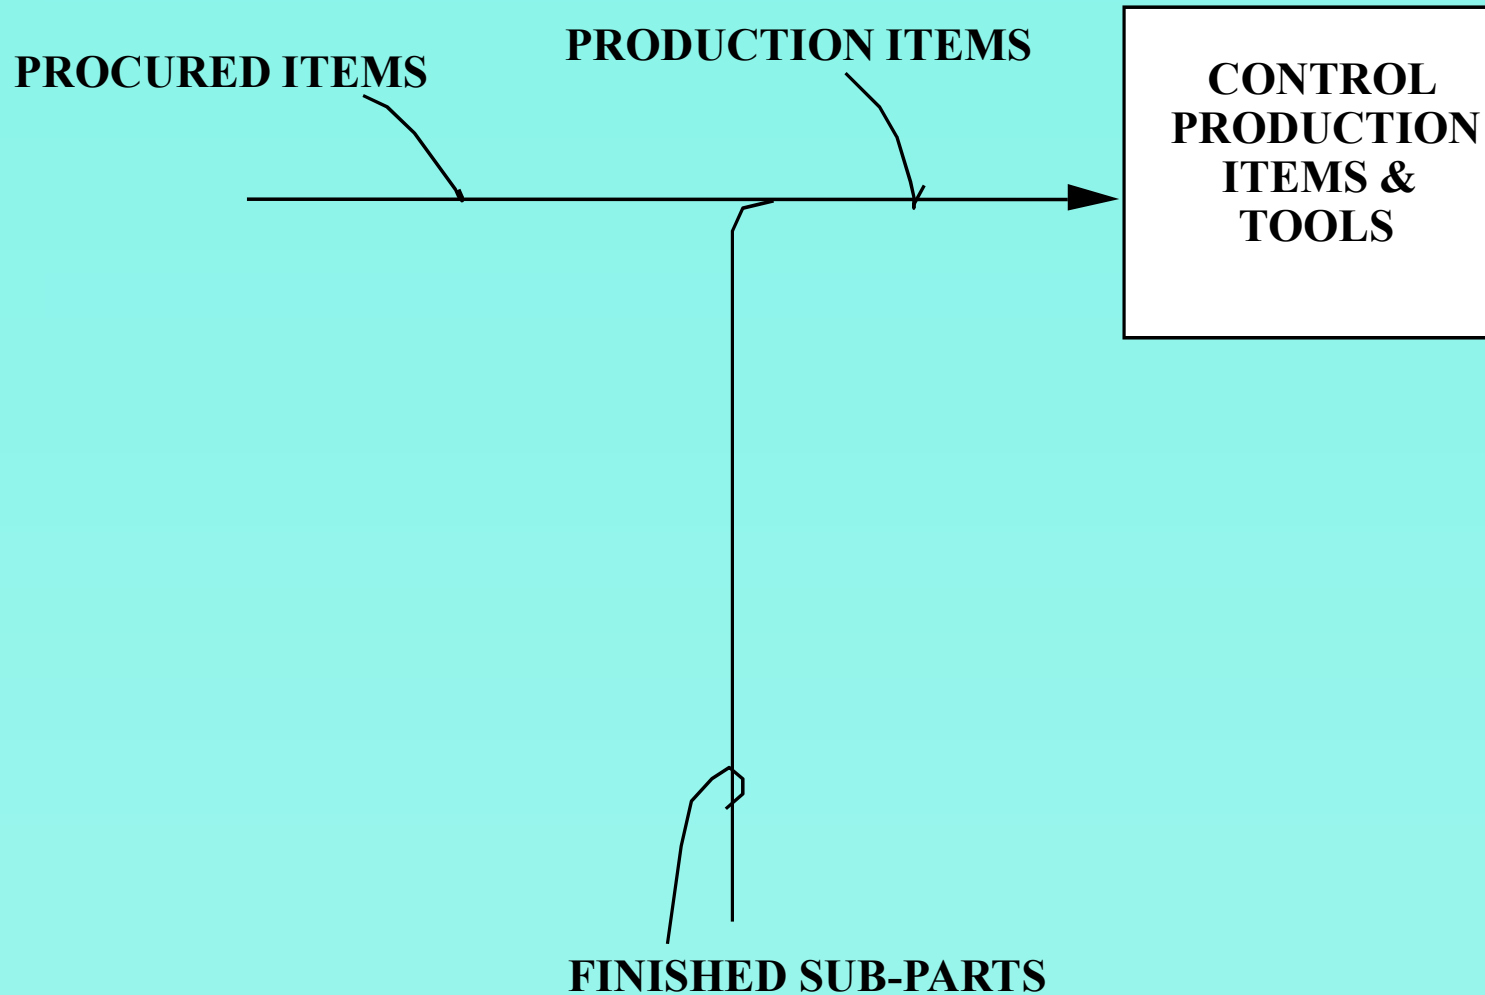 PROCURED ITEMS
PRODUCTION ITEMS
CONTROL
PRODUCTION
ITEMS &
TOOLS
FINISHED SUB-PARTS